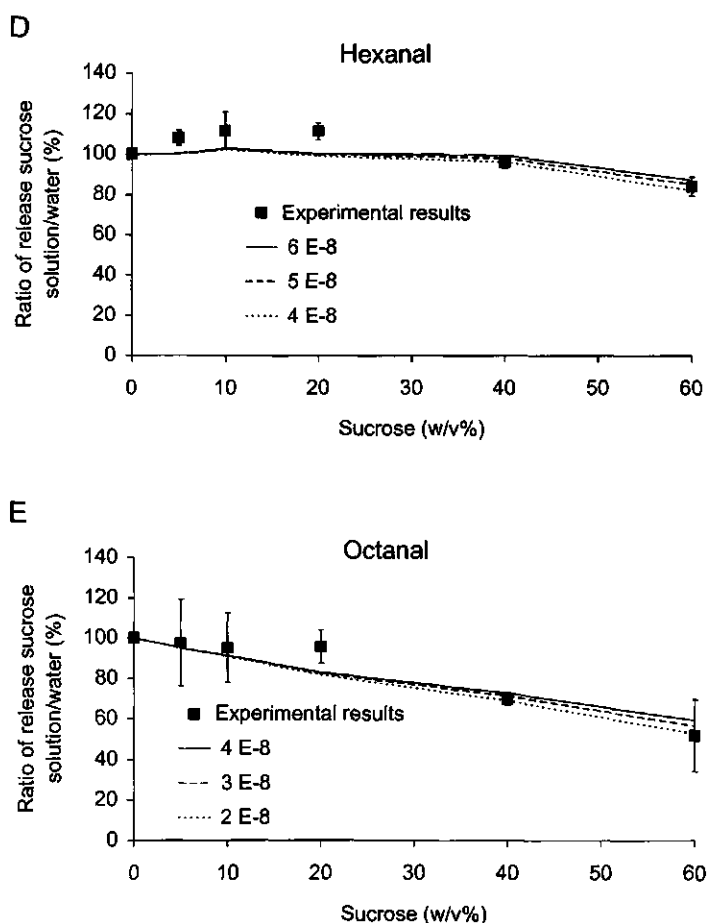 D
Hexanal
140
120
100
80
60
40
20
0
Ratio of release sucrose
solution/water (%)
Experimental results
6 E-8
5 E-8
4 E-8
0 10 20 30 40 50 60
Sucrose (w/v%)
E
Octanal
140
120
100
80
60
40
20
0
Ratio of release sucrose
solution/water (%)
Experimental results
4 E-8
3 E-8
2 E-8
0 10 20 30 40 50 60
Sucrose (w/v%)